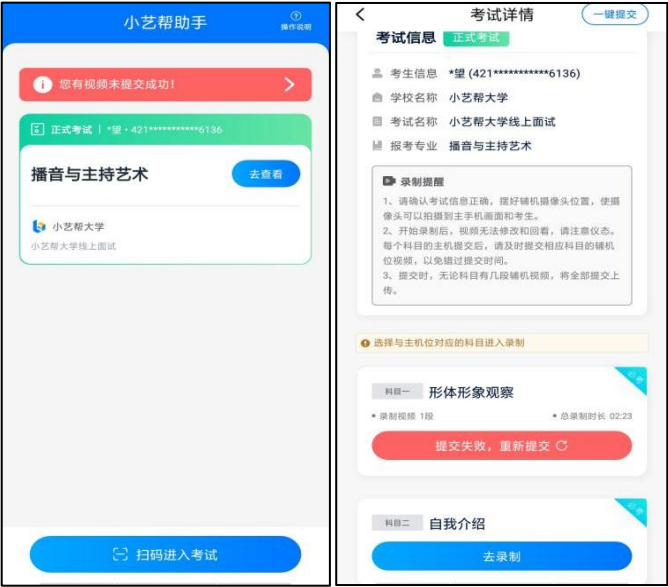 小艺帮助手
操作说明
您有视频未提交成功!
正式考试 | *望·421***********6136
播音与主持艺术
去查看
小艺帮大学
小艺帮大学线上面试
扫码进入考试
考试详情
一键提交
考试信息 正式考试
考生信息 *望 (421***********6136)
学校名称 小艺帮大学
考试名称 小艺帮大学线上面试
报考专业 播音与主持艺术
录制提醒
1、请确认考试信息正确,摆好辅机摄像头位置,使摄
像头可以拍摄到主手机画面和考生。
2、开始录制后,视频无法修改和回看,请注意仪态。
每个科目的主机提交后,请及时提交相应科目的辅机
位视频,以免错过提交时间。
3、提交时,无论科目有几段辅机视频,将全部提交上
传。
选择与主机位对应的科目进入录制
科目一 形体形象观察
• 录制视频 1段
• 总录制时长 02:23
提交失败,重新提交
科目二 自我介绍
去录制